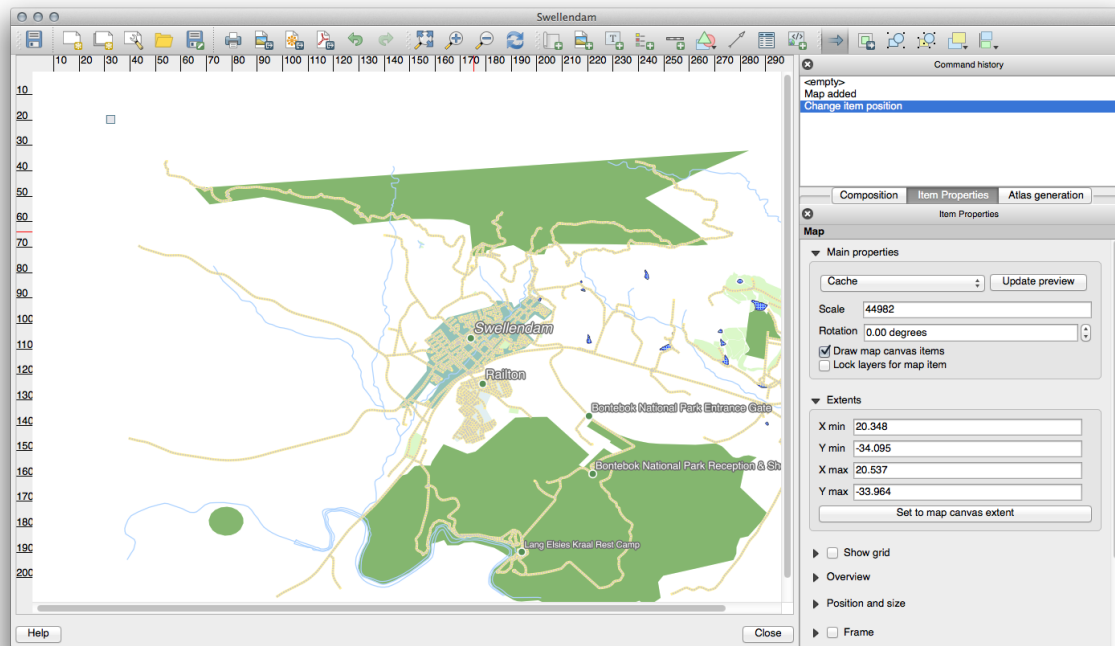 Swellendam
10 20 30 40 50 60 70 80 90 100 110 120 130 140 150 160 170 180 190 200 210 220 230 240 250 260 270 280 290
10
20
30
40
50
60
70
80
90
100
110
120
130
140
150
160
170
180
190
200
Swellendam
Railton
Bontebok National Park Entrance Gate
Bontebok National Park Reception & Sh
Lang Elsies Kraal Rest Camp
Help
Close
Command history
<empty>
Map added
Change item position
Composition
Item Properties
Atlas generation
Item Properties
Map
Main properties
Cache
Update preview
Scale 44982
Rotation 0.00 degrees
Draw map canvas items
Lock layers for map item
Extents
X min 20.348
Y min -34.095
X max 20.537
Y max -33.964
Set to map canvas extent
Show grid
Overview
Position and size
Frame